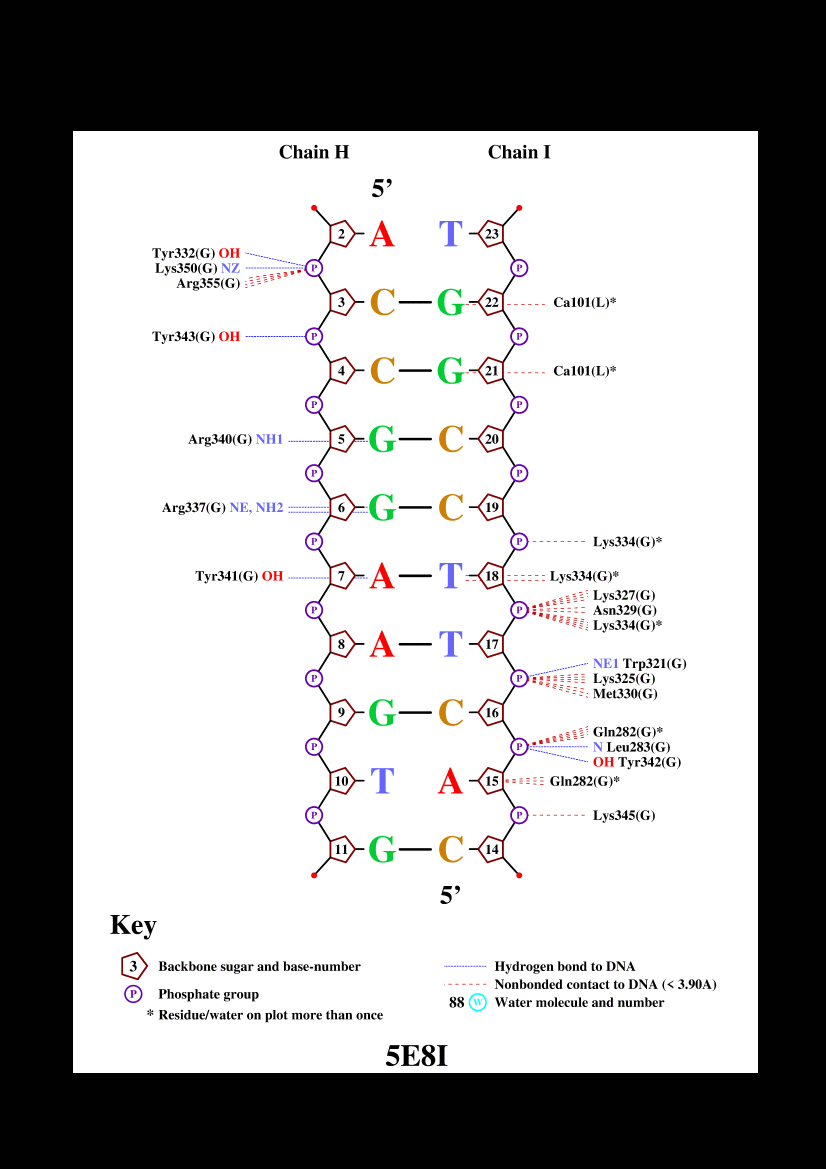 Chain H Chain I
5’
2 A T 23
Tyr332(G) OH
Lys350(G) NZ P P
Arg355(G)
3 C G 22 Ca101(L)*
Tyr343(G) OH P P
4 C G 21 Ca101(L)*
P P
Arg340(G) NH1 5 G C 20
P P
Arg337(G) NE, NH2 6 G C 19
P P Lys334(G)*
Tyr341(G) OH 7 A T 18 Lys334(G)*
Lys327(G)
P P Asn329(G)
Lys334(G)*
8 A T 17
NE1 Trp321(G)
P P Lys325(G)
Met330(G)
9 G C 16
Gln282(G)*
P P N Leu283(G)
OH Tyr342(G)
10 T A 15 Gln282(G)*
P P Lys345(G)
11 G C 14
5’
Key
3 Backbone sugar and base-number
P Phosphate group
* Residue/water on plot more than once
Hydrogen bond to DNA
Nonbonded contact to DNA (< 3.90A)
88 W Water molecule and number
5E8I